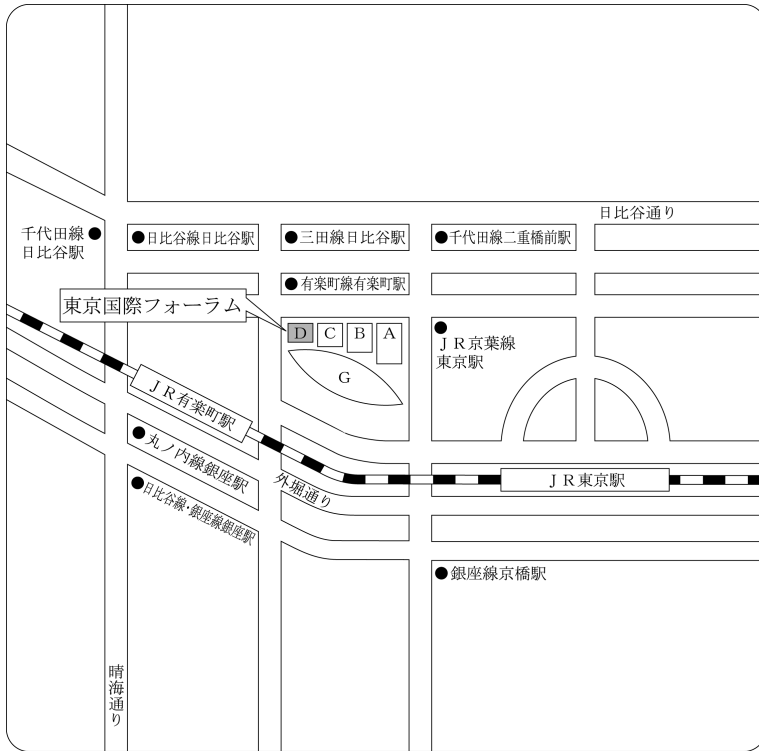 日比谷通り
千代田線
日比谷駅
日比谷線日比谷駅
三田線日比谷駅
千代田線二重橋前駅
有楽町線有楽町駅
東京国際フォーラム
D
C
B
A
G
JR京葉線
東京駅
JR有楽町駅
丸ノ内線銀座駅
日比谷線・銀座線銀座駅
外堀通り
JR東京駅
銀座線京橋駅
晴海通り